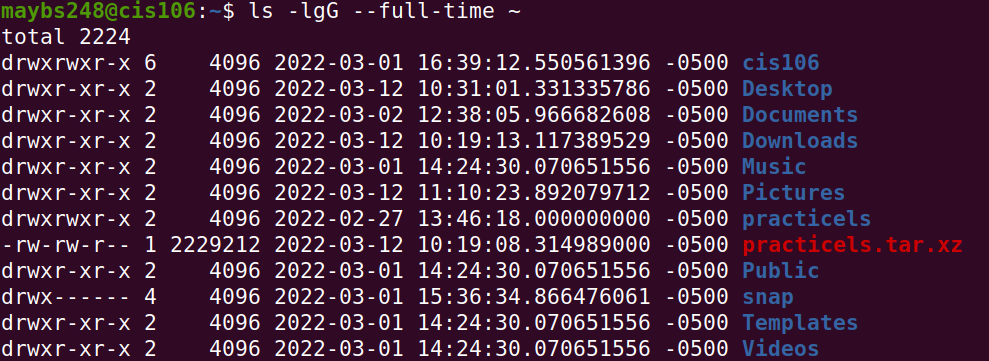 maybs248@cis106:~$ ls -lgG --full-time ~
total 2224
drwxrwxr-x 6    4096 2022-03-01 16:39:12.550561396 -0500 cis106
drwxr-xr-x 2    4096 2022-03-12 10:31:01.331335786 -0500 Desktop
drwxr-xr-x 2    4096 2022-03-02 12:38:05.966682608 -0500 Documents
drwxr-xr-x 2    4096 2022-03-12 10:19:13.117389529 -0500 Downloads
drwxr-xr-x 2    4096 2022-03-01 14:24:30.070651556 -0500 Music
drwxr-xr-x 2    4096 2022-03-12 11:10:23.892079712 -0500 Pictures
drwxrwxr-x 2    4096 2022-02-27 13:46:18.000000000 -0500 practicels
-rw-rw-r-- 1 2229212 2022-03-12 10:19:08.314989000 -0500 practicels.tar.xz
drwxr-xr-x 2    4096 2022-03-01 14:24:30.070651556 -0500 Public
drwx------ 4    4096 2022-03-01 15:36:34.866476061 -0500 snap
drwxr-xr-x 2    4096 2022-03-01 14:24:30.070651556 -0500 Templates
drwxr-xr-x 2    4096 2022-03-01 14:24:30.070651556 -0500 Videos